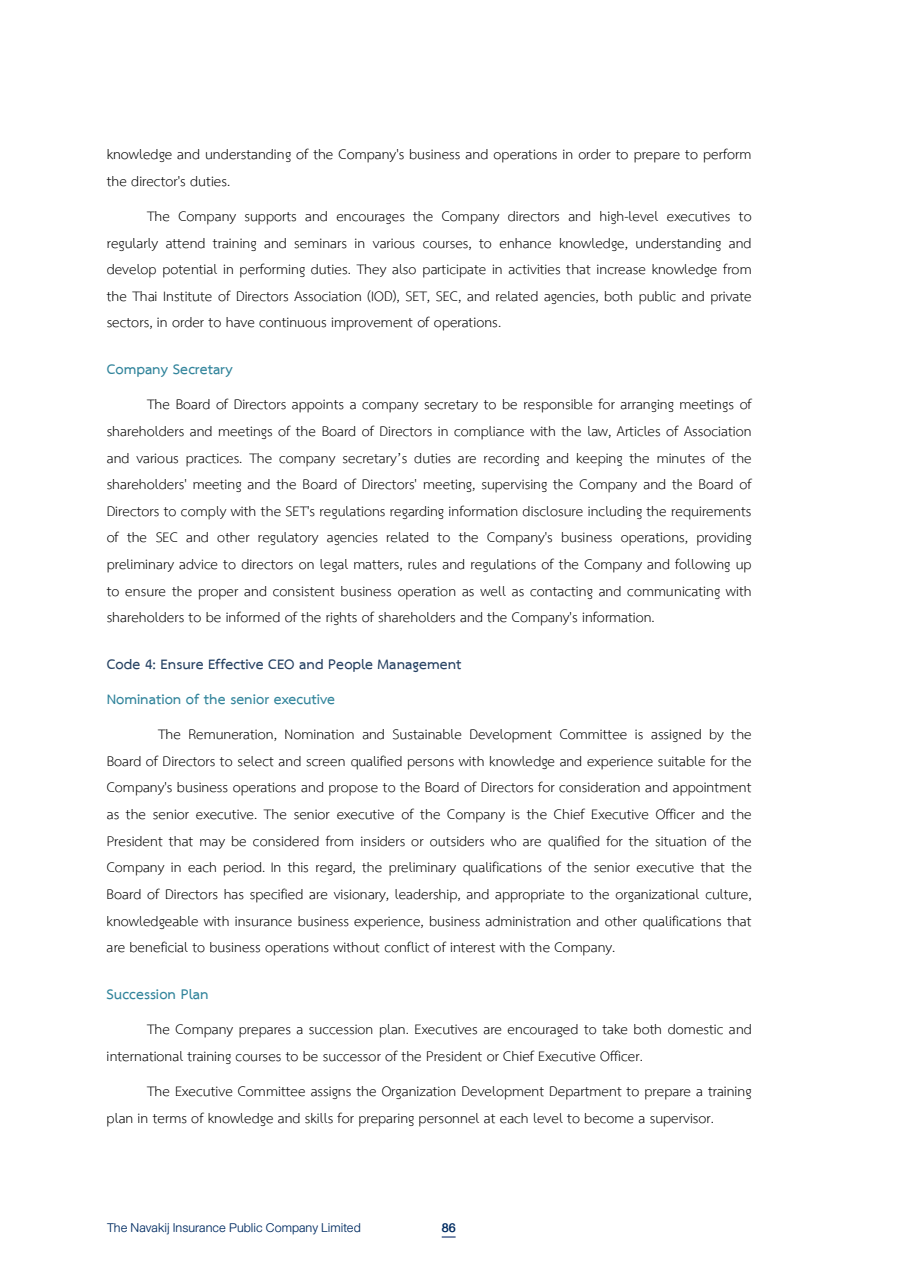 knowledge and understanding of the Company's business and operations in order to prepare to perform
the director's duties.
The Company supports and encourages the Company directors and high-level executives to
regularly attend training and seminars in various courses, to enhance knowledge, understanding and
develop potential in performing duties. They also participate in activities that increase knowledge from
the Thai Institute of Directors Association (IOD), SET, SEC, and related agencies, both public and private
sectors, in order to have continuous improvement of operations.
Company Secretary
The Board of Directors appoints a company secretary to be responsible for arranging meetings of
shareholders and meetings of the Board of Directors in compliance with the law, Articles of Association
and various practices. The company secretary’s duties are recording and keeping the minutes of the
shareholders' meeting and the Board of Directors' meeting, supervising the Company and the Board of
Directors to comply with the SET's regulations regarding information disclosure including the requirements
of the SEC and other regulatory agencies related to the Company's business operations, providing
preliminary advice to directors on legal matters, rules and regulations of the Company and following up
to ensure the proper and consistent business operation as well as contacting and communicating with
shareholders to be informed of the rights of shareholders and the Company's information.
Code 4: Ensure Effective CEO and People Management
Nomination of the senior executive
The Remuneration, Nomination and Sustainable Development Committee is assigned by the
Board of Directors to select and screen qualified persons with knowledge and experience suitable for the
Company's business operations and propose to the Board of Directors for consideration and appointment
as the senior executive. The senior executive of the Company is the Chief Executive Officer and the
President that may be considered from insiders or outsiders who are qualified for the situation of the
Company in each period. In this regard, the preliminary qualifications of the senior executive that the
Board of Directors has specified are visionary, leadership, and appropriate to the organizational culture,
knowledgeable with insurance business experience, business administration and other qualifications that
are beneficial to business operations without conflict of interest with the Company.
Succession Plan
The Company prepares a succession plan. Executives are encouraged to take both domestic and
international training courses to be successor of the President or Chief Executive Officer.
The Executive Committee assigns the Organization Development Department to prepare a training
plan in terms of knowledge and skills for preparing personnel at each level to become a supervisor.
The Navakij Insurance Public Company Limited 86